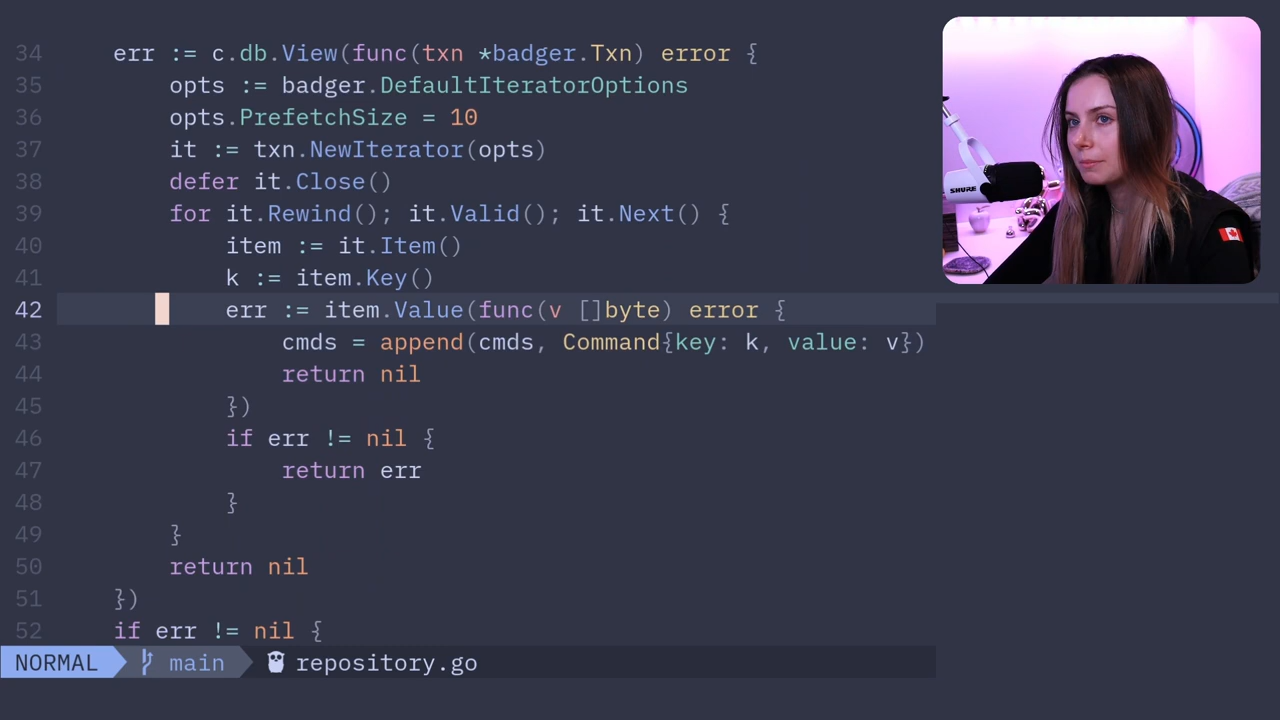 34 err := c.db.View(func(txn *badger.Txn) error {
35 opts := badger.DefaultIteratorOptions
36 opts.PrefetchSize = 10
37 it := txn.NewIterator(opts)
38 defer it.Close()
39 for it.Rewind(); it.Valid(); it.Next() {
40 item := it.Item()
41 k := item.Key()
42 err := item.Value(func(v []byte) error {
43 cmds = append(cmds, Command{key: k, value: v})
44 return nil
45 })
46 if err != nil {
47 return err
48 }
49 }
50 return nil
51 })
52 if err != nil {
NORMAL main repository.go
SHURE